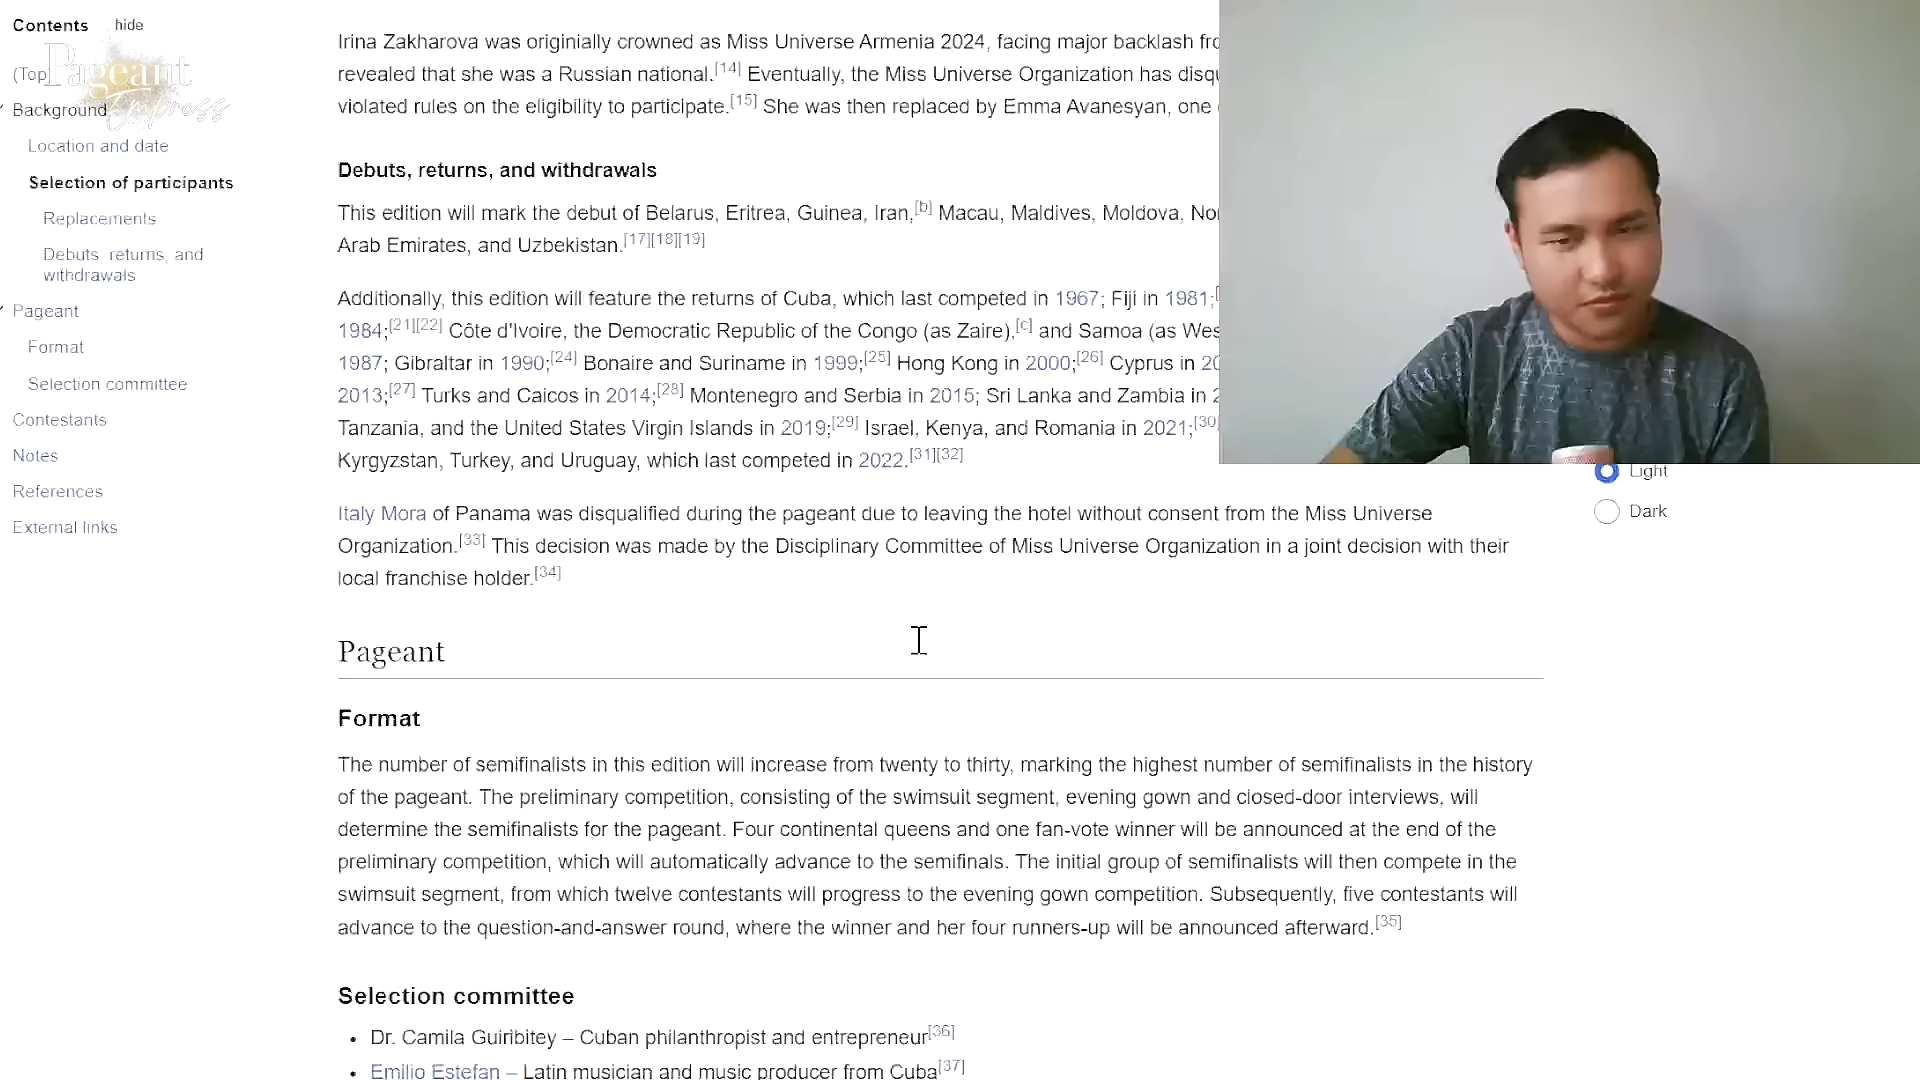 Contents hide
Pageant
Empress
(Top
Background
Location and date
Selection of participants
Replacements
Debuts, returns, and
withdrawals
Pageant
Format
Selection committee
Contestants
Notes
References
External links
Irina Zakharova was originially crowned as Miss Universe Armenia 2024, facing major backlash
revealed that she was a Russian national.[14] Eventually, the Miss Universe Organization has
violated rules on the eligibility to participate.[15] She was then replaced by Emma Avanesyan, one
Debuts, returns, and withdrawals
This edition will mark the debut of Belarus, Eritrea, Guinea, Iran,[b] Macau, Maldives, Moldova,
Arab Emirates, and Uzbekistan.[17][18][19]
Additionally, this edition will feature the returns of Cuba, which last competed in 1967; Fiji in 1981;
1984;[21][22] Côte d'Ivoire, the Democratic Republic of the Congo (as Zaire),[c] and Samoa (as
1987; Gibraltar in 1990;[24] Bonaire and Suriname in 1999;[25] Hong Kong in 2000;[26] Cyprus in
2013;[27] Turks and Caicos in 2014;[28] Montenegro and Serbia in 2015; Sri Lanka and Zambia in
Tanzania, and the United States Virgin Islands in 2019;[29] Israel, Kenya, and Romania in 2021;[30]
Kyrgyzstan, Turkey, and Uruguay, which last competed in 2022.[31][32]
Light
Dark
Italy Mora of Panama was disqualified during the pageant due to leaving the hotel without consent from the Miss Universe
Organization.[33] This decision was made by the Disciplinary Committee of Miss Universe Organization in a joint decision with their
local franchise holder.[34]
Pageant
Format
The number of semifinalists in this edition will increase from twenty to thirty, marking the highest number of semifinalists in the history
of the pageant. The preliminary competition, consisting of the swimsuit segment, evening gown and closed-door interviews, will
determine the semifinalists for the pageant. Four continental queens and one fan-vote winner will be announced at the end of the
preliminary competition, which will automatically advance to the semifinals. The initial group of semifinalists will then compete in the
swimsuit segment, from which twelve contestants will progress to the evening gown competition. Subsequently, five contestants will
advance to the question-and-answer round, where the winner and her four runners-up will be announced afterward.[35]
Selection committee
• Dr. Camila Guiribitey – Cuban philanthropist and entrepreneur[36]
• Emilio Estefan – Latin musician and music producer from Cuba[37]